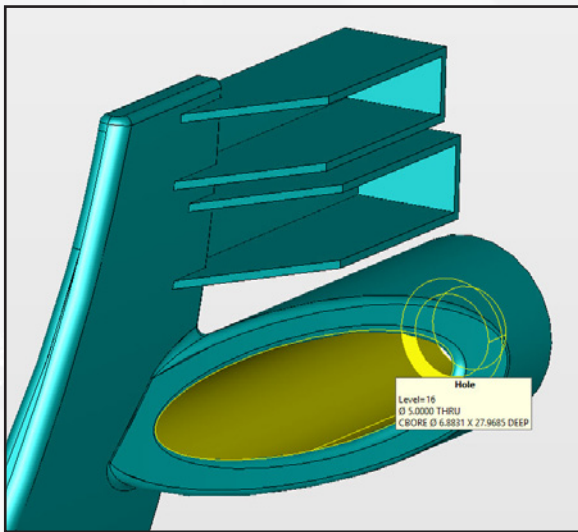 Hole
Level=16
Ø 5.0000 THRU
CBORE Ø 6.8831 X 27.9685 DEEP